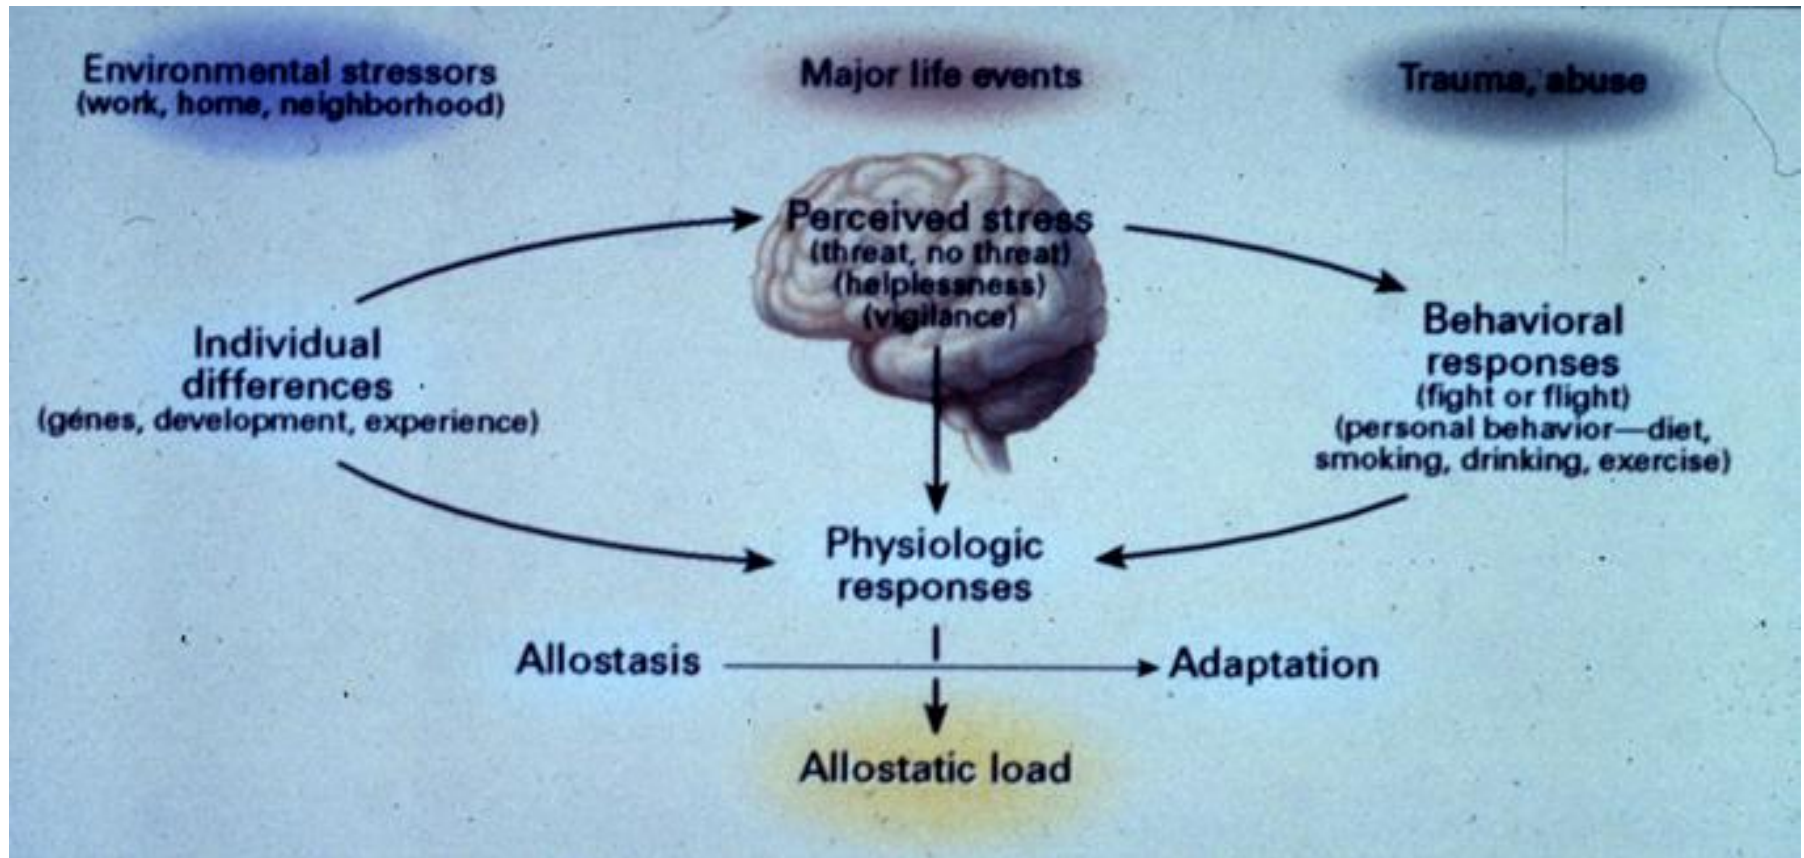 Environmental stressors
(work, home, neighborhood)
Major life events
Trauma, abuse
Perceived stress
(threat, no threat)
(helplessness)
(vigilance)
Individual
differences
(genes, development, experience)
Behavioral
responses
(fight or flight)
(personal behavior—diet,
smoking, drinking, exercise)
Physiologic
responses
Allostasis
Adaptation
Allostatic load